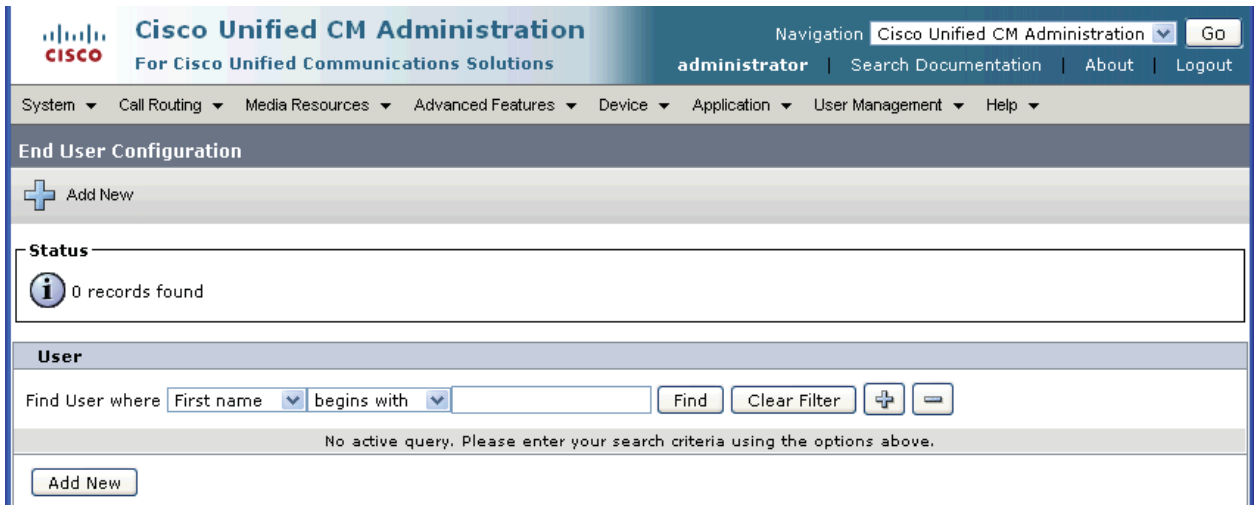 Cisco Unified CM Administration
Navigation Cisco Unified CM Administration Go
CISCO
For Cisco Unified Communications Solutions
administrator | Search Documentation | About | Logout
System Call Routing Media Resources Advanced Features Device Application User Management Help
End User Configuration
Add New
Status
i 0 records found
User
Find User where First name begins with Find Clear Filter + -
No active query. Please enter your search criteria using the options above.
Add New